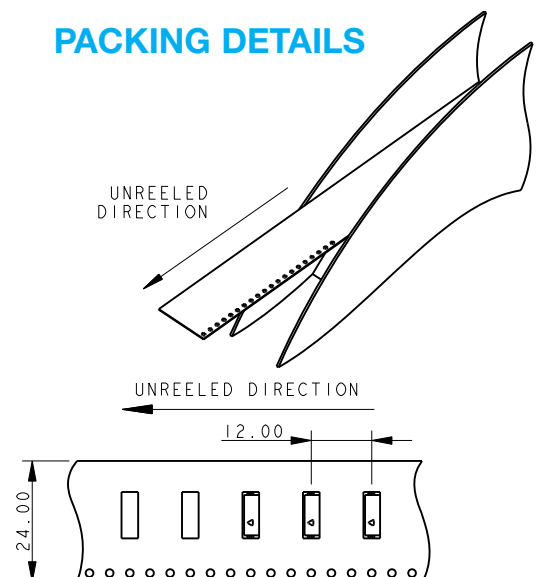 PACKING DETAILS
UNREELED
DIRECTION
UNREELED DIRECTION
12.00
24.00